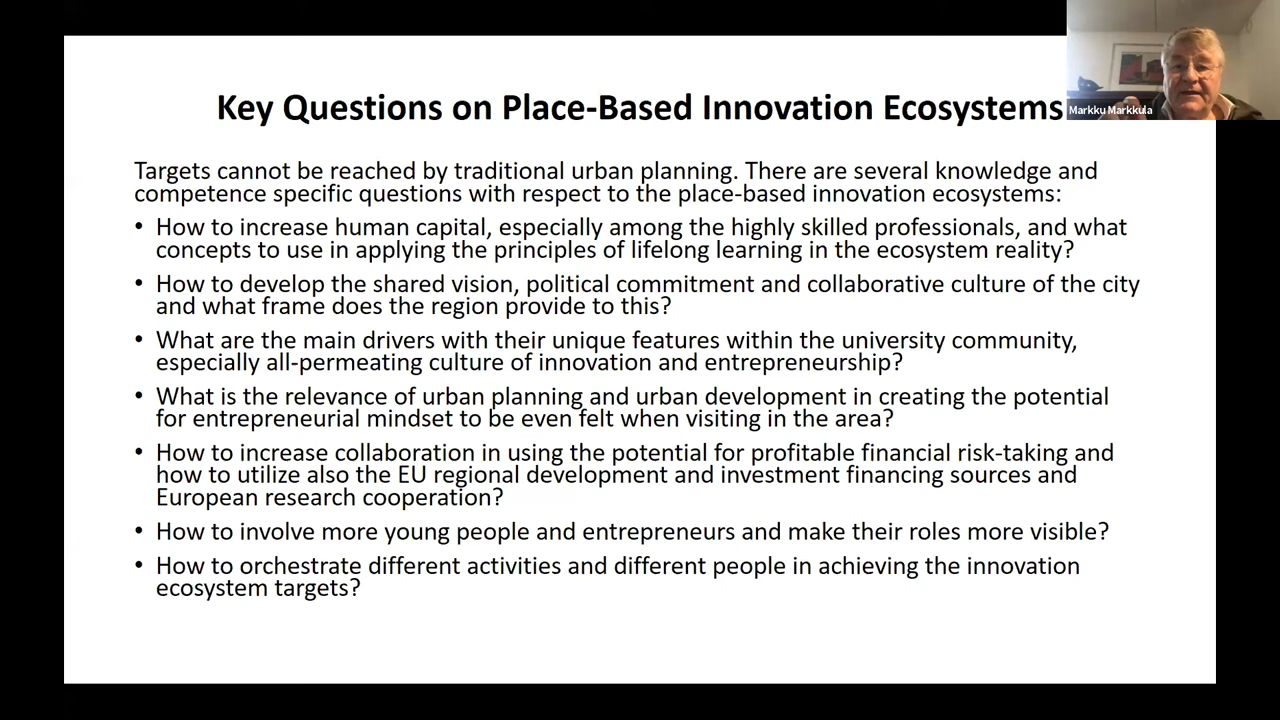 Key Questions on Place-Based Innovation Ecosystems
Markku Markkula
Targets cannot be reached by traditional urban planning. There are several knowledge and
competence specific questions with respect to the place-based innovation ecosystems:
• How to increase human capital, especially among the highly skilled professionals, and what
concepts to use in applying the principles of lifelong learning in the ecosystem reality?
• How to develop the shared vision, political commitment and collaborative culture of the city
and what frame does the region provide to this?
• What are the main drivers with their unique features within the university community,
especially all-permeating culture of innovation and entrepreneurship?
• What is the relevance of urban planning and urban development in creating the potential
for entrepreneurial mindset to be even felt when visiting in the area?
• How to increase collaboration in using the potential for profitable financial risk-taking and
how to utilize also the EU regional development and investment financing sources and
European research cooperation?
• How to involve more young people and entrepreneurs and make their roles more visible?
• How to orchestrate different activities and different people in achieving the innovation
ecosystem targets?